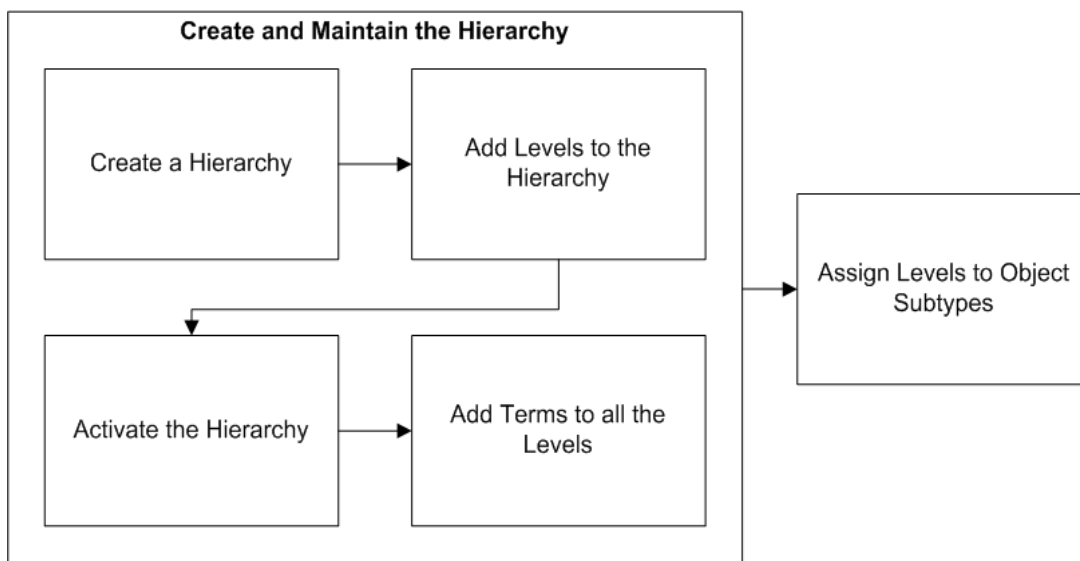 Create and Maintain the Hierarchy
Create a Hierarchy
Add Levels to the
Hierarchy
Assign Levels to Object
Subtypes
Activate the Hierarchy
Add Terms to all the
Levels